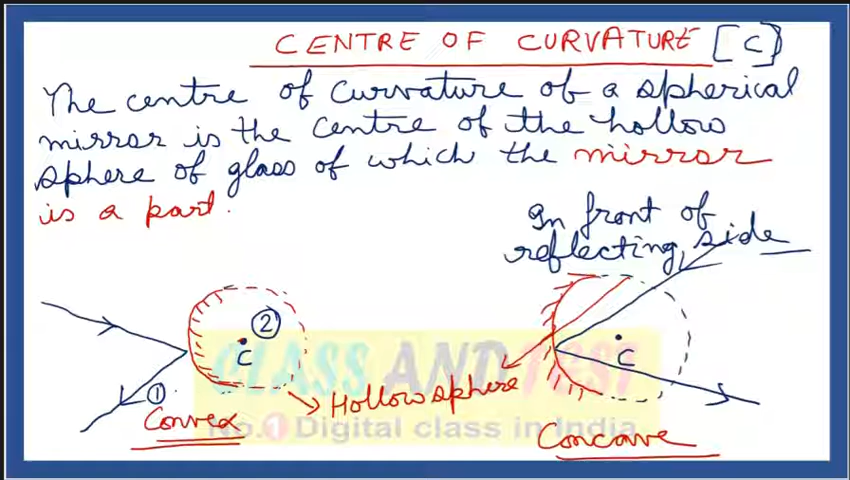 CENTRE OF CURVATURE [C]
The centre of curvature of a spherical
mirror is the centre of the hollow
sphere of glass of which the mirror
is a part.
In front of
reflecting side
②
C
C
①
Convex
Hollow sphere
Concave
CLASS AND TEST
No.1 Digital class in India